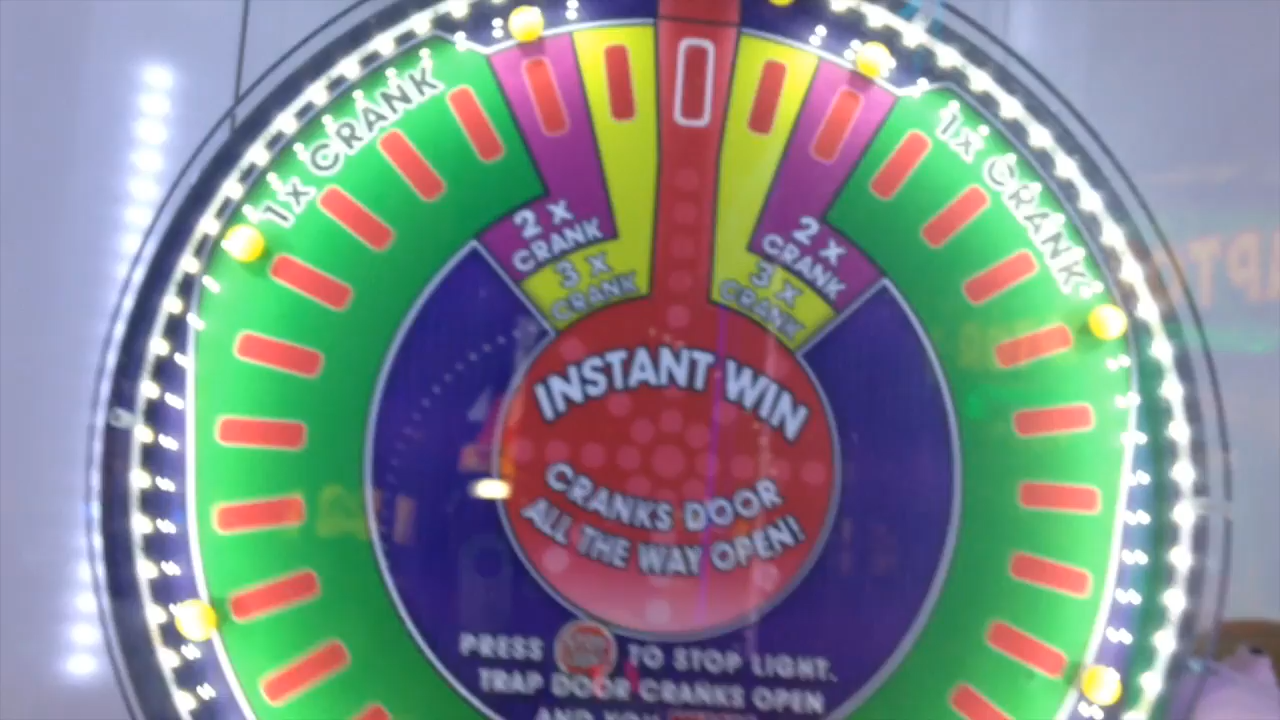 1x CRANK
1x CRANK
2 x
CRANK
2 x
CRANK
3 x
CRANK
3 x
CRANK
INSTANT WIN
CRANKS DOOR
ALL THE WAY OPEN!
PRESS TO STOP LIGHT.
TRAP DOOR CRANKS OPEN
AND YOU